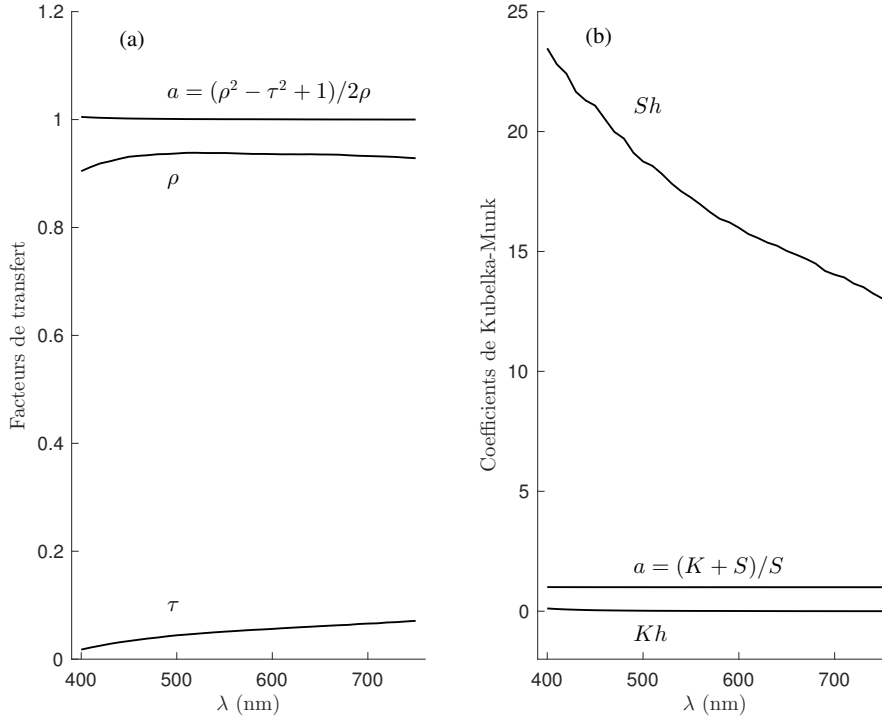 (a)
a = (ρ² − τ² + 1)/2ρ
ρ
τ
Facteurs de transfert
1.2
1
0.8
0.6
0.4
0.2
0
400
500
600
700
λ (nm)
(b)
Sh
a = (K + S)/S
Kh
Coefficients de Kubelka-Munk
25
20
15
10
5
0
400
500
600
700
λ (nm)